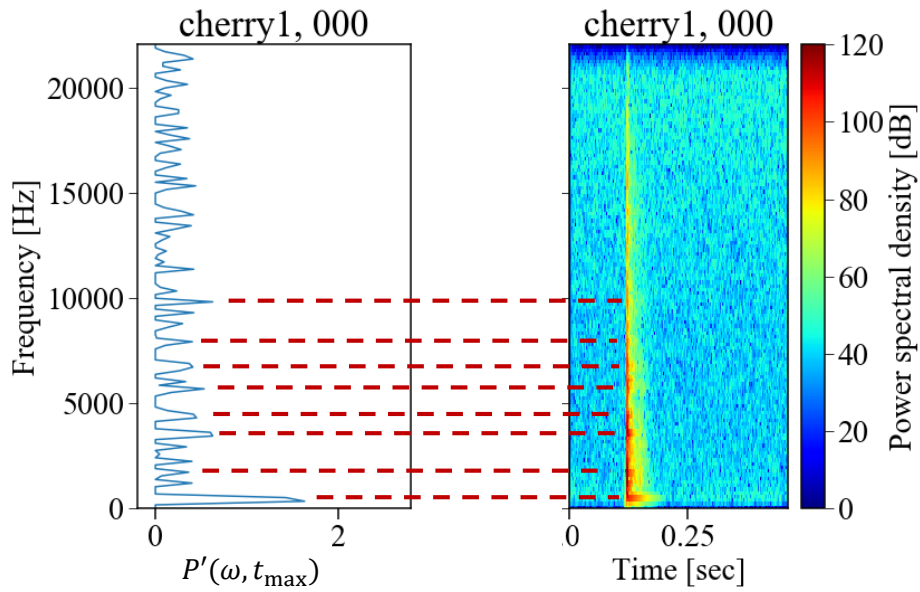 cherry1, 000
cherry1, 000
Frequency [Hz]
20000
15000
10000
5000
0
0
2
P′(ω, t_max)
.0
0.25
Time [sec]
120
100
80
60
40
20
0
Power spectral density [dB]